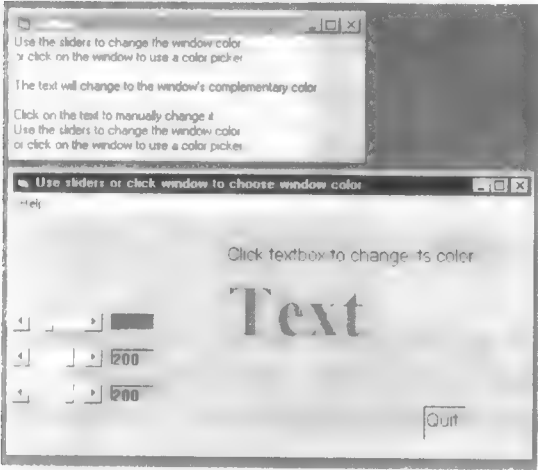 Use the sliders to change the window color
or click on the window to use a color picker
The text will change to the window's complementary color
Click on the text to manually change it
Use the sliders to change the window color
or click on the window to use a color picker
Use sliders or click window to choose window color
Help
Click textbox to change its color
Text
200
200
Quit